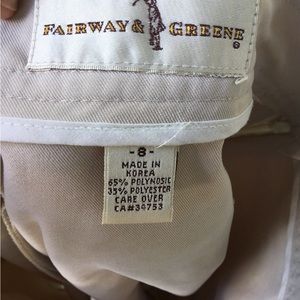 FAIRWAY & GREENE®
-8-
MADE IN
KOREA
65% POLYNOSIC
35% POLYESTER
CARE OVER
CA#34753